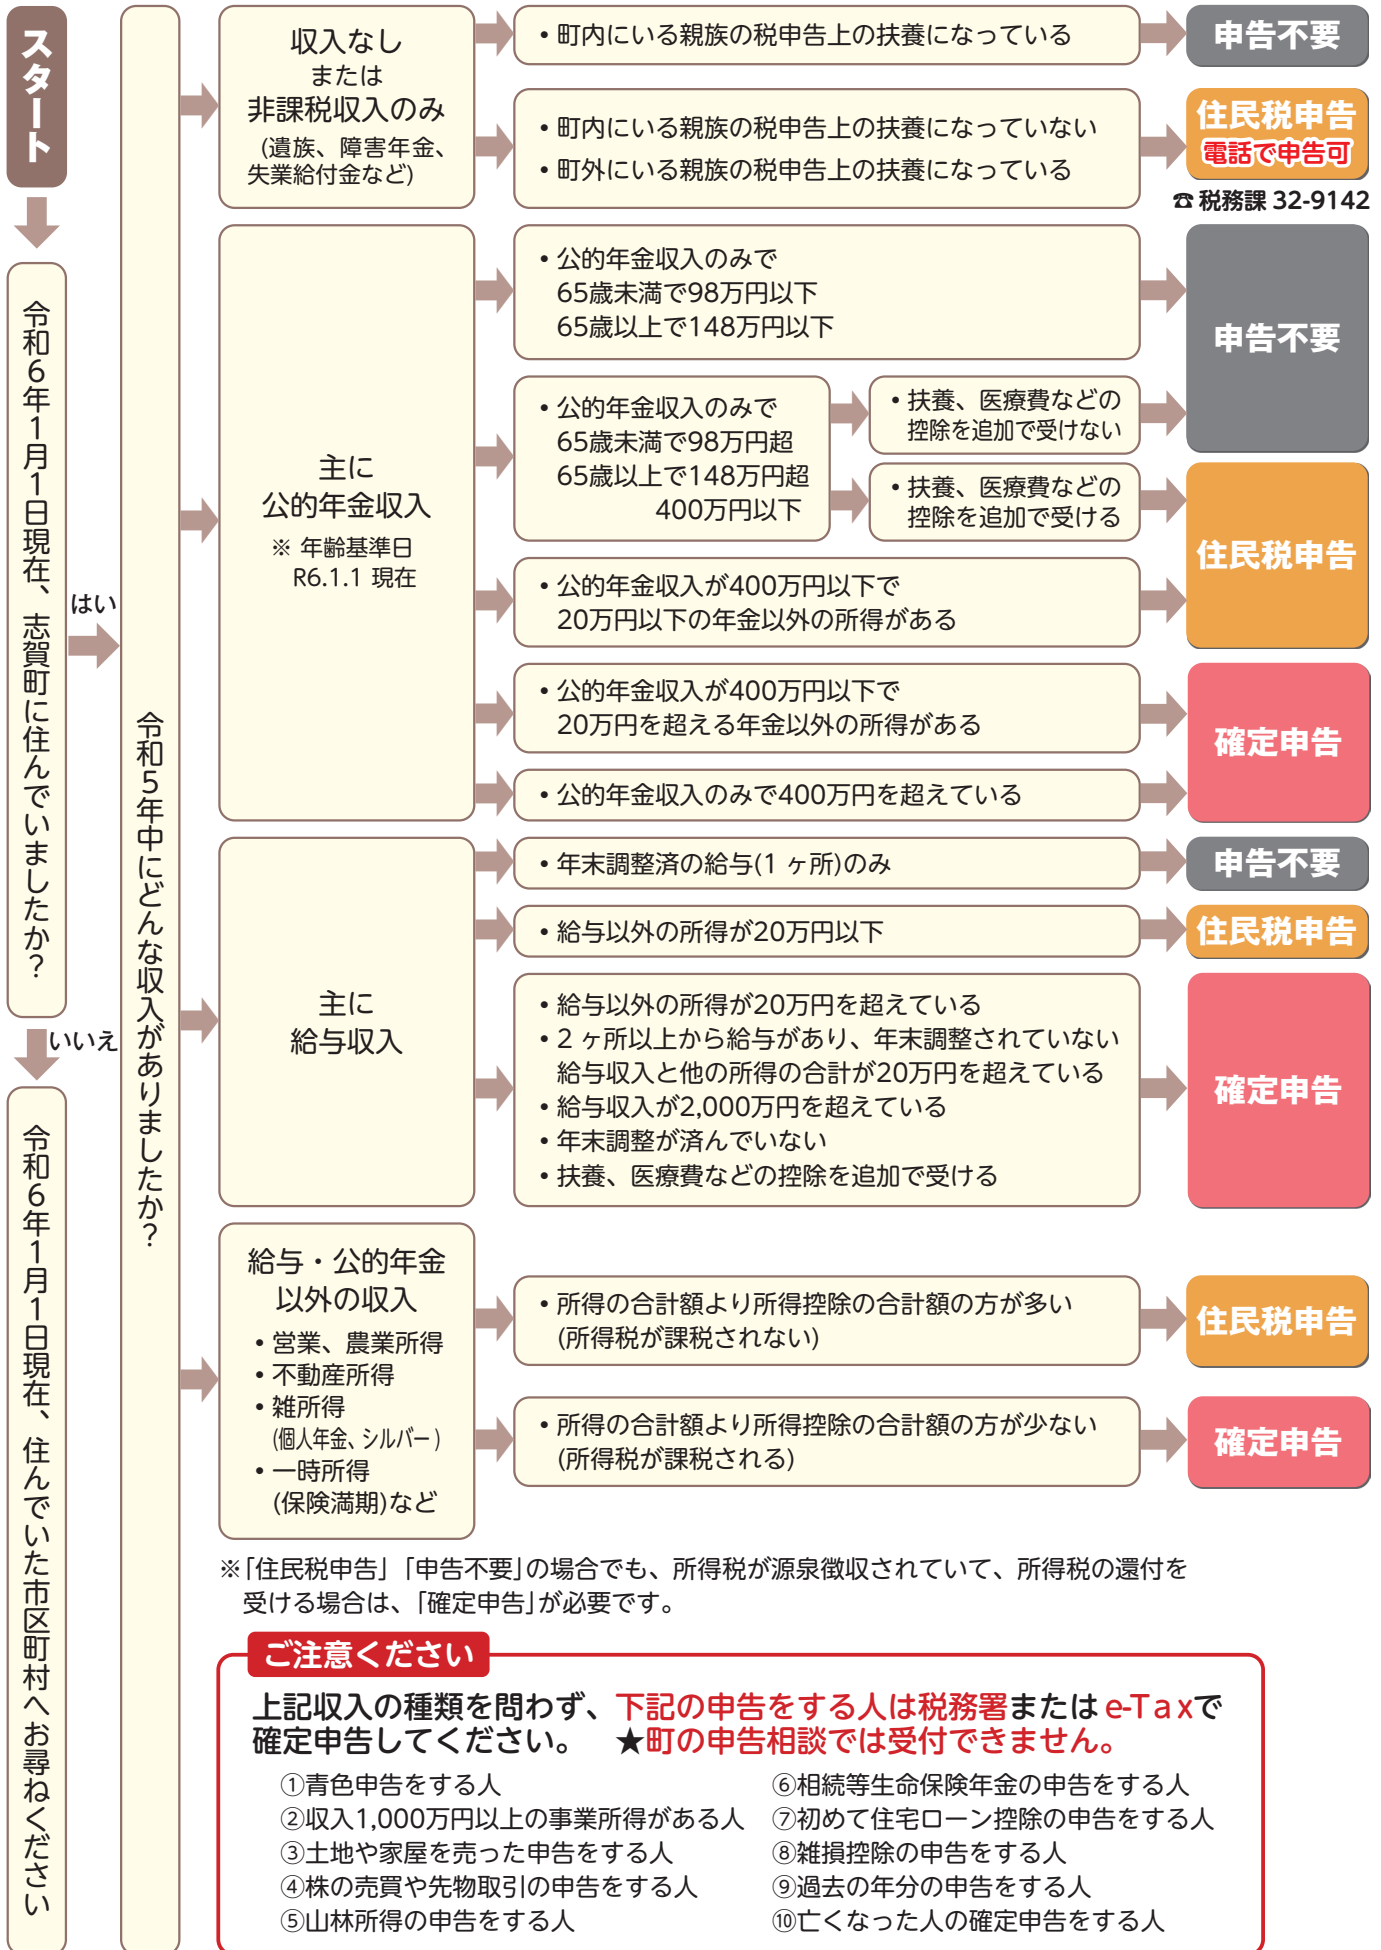 スタート
令和6年1月1日現在、志賀町に住んでいましたか？
はい
いいえ
令和6年1月1日現在、住んでいた市区町村へお尋ねください
令和5年中にどんな収入がありましたか？
収入なし
または
非課税収入のみ
(遺族、障害年金、
失業給付金など)
・町内にいる親族の税申告上の扶養になっている
申告不要
・町内にいる親族の税申告上の扶養になっていない
・町外にいる親族の税申告上の扶養になっている
住民税申告
電話で申告可
☎税務課 32-9142
主に
公的年金収入
※ 年齢基準日
R6.1.1 現在
・公的年金収入のみで
65歳未満で98万円以下
65歳以上で148万円以下
申告不要
・公的年金収入のみで
65歳未満で98万円超
65歳以上で148万円超
400万円以下
・扶養、医療費などの
控除を追加で受けない
・扶養、医療費などの
控除を追加で受ける
住民税申告
・公的年金収入が400万円以下で
20万円以下の年金以外の所得がある
・公的年金収入が400万円以下で
20万円を超える年金以外の所得がある
確定申告
・公的年金収入のみで400万円を超えている
主に
給与収入
・年末調整済の給与(1 ヶ所)のみ
申告不要
・給与以外の所得が20万円以下
住民税申告
・給与以外の所得が20万円を超えている
・2 ヶ所以上から給与があり、年末調整されていない
給与収入と他の所得の合計が20万円を超えている
・給与収入が2,000万円を超えている
・年末調整が済んでいない
・扶養、医療費などの控除を追加で受ける
確定申告
給与・公的年金
以外の収入
・営業、農業所得
・不動産所得
・雑所得
(個人年金、シルバー)
・一時所得
(保険満期)など
・所得の合計額より所得控除の合計額の方が多い
(所得税が課税されない)
住民税申告
・所得の合計額より所得控除の合計額の方が少ない
(所得税が課税される)
確定申告
※「住民税申告」「申告不要」の場合でも、所得税が源泉徴収されていて、所得税の還付を
受ける場合は、「確定申告」が必要です。
ご注意ください
上記収入の種類を問わず、下記の申告をする人は税務署またはe-Taxで
確定申告してください。 ★町の申告相談では受付できません。
①青色申告をする人
②収入1,000万円以上の事業所得がある人
③土地や家屋を売った申告をする人
④株の売買や先物取引の申告をする人
⑤山林所得の申告をする人
⑥相続等生命保険年金の申告をする人
⑦初めて住宅ローン控除の申告をする人
⑧雑損控除の申告をする人
⑨過去の年分の申告をする人
⑩亡くなった人の確定申告をする人